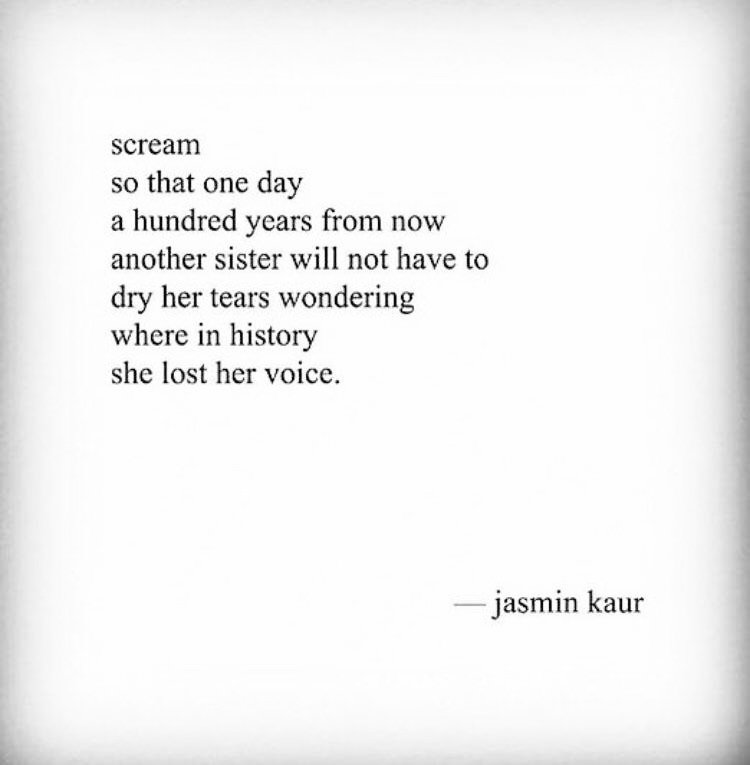 scream
so that one day
a hundred years from now
another sister will not have to
dry her tears wondering
where in history
she lost her voice.
— jasmin kaur